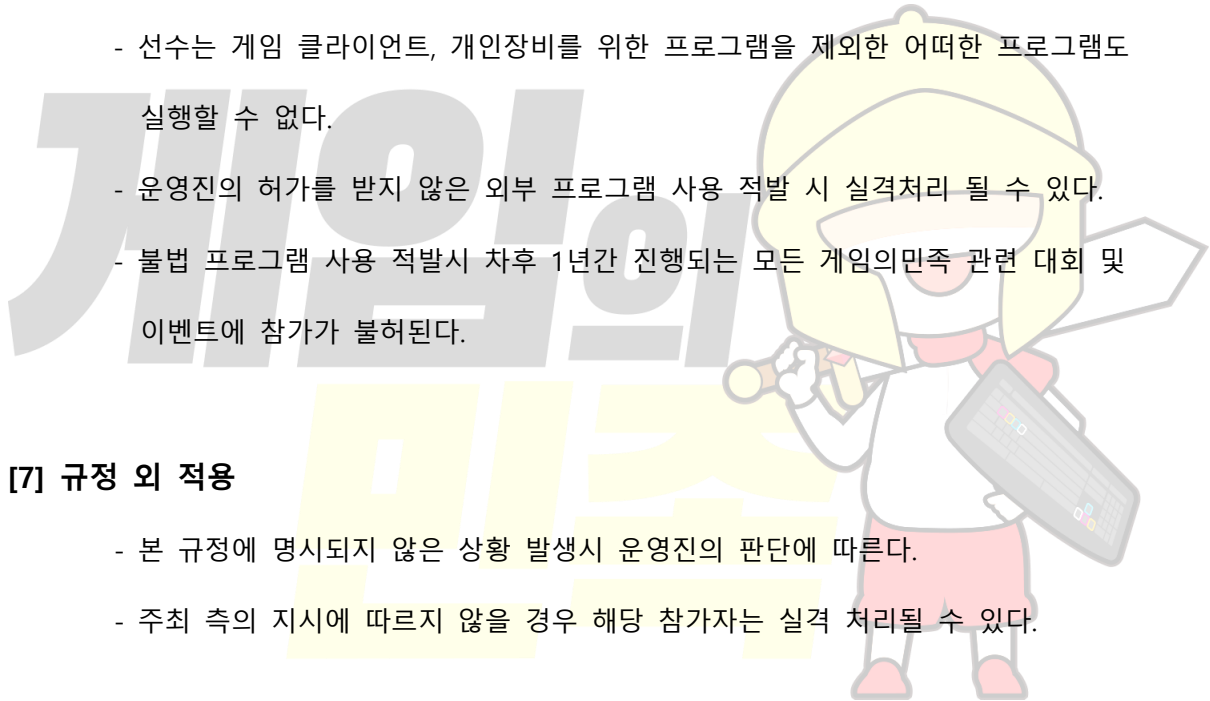 - 선수는 게임 클라이언트, 개인장비를 위한 프로그램을 제외한 어떠한 프로그램도
실행할 수 없다.
- 운영진의 허가를 받지 않은 외부 프로그램 사용 적발 시 실격처리 될 수 있다.
- 불법 프로그램 사용 적발시 차후 1년간 진행되는 모든 게임의민족 관련 대회 및
이벤트에 참가가 불허된다.
게임의
민족
[7] 규정 외 적용
- 본 규정에 명시되지 않은 상황 발생시 운영진의 판단에 따른다.
- 주최 측의 지시에 따르지 않을 경우 해당 참가자는 실격 처리될 수 있다.